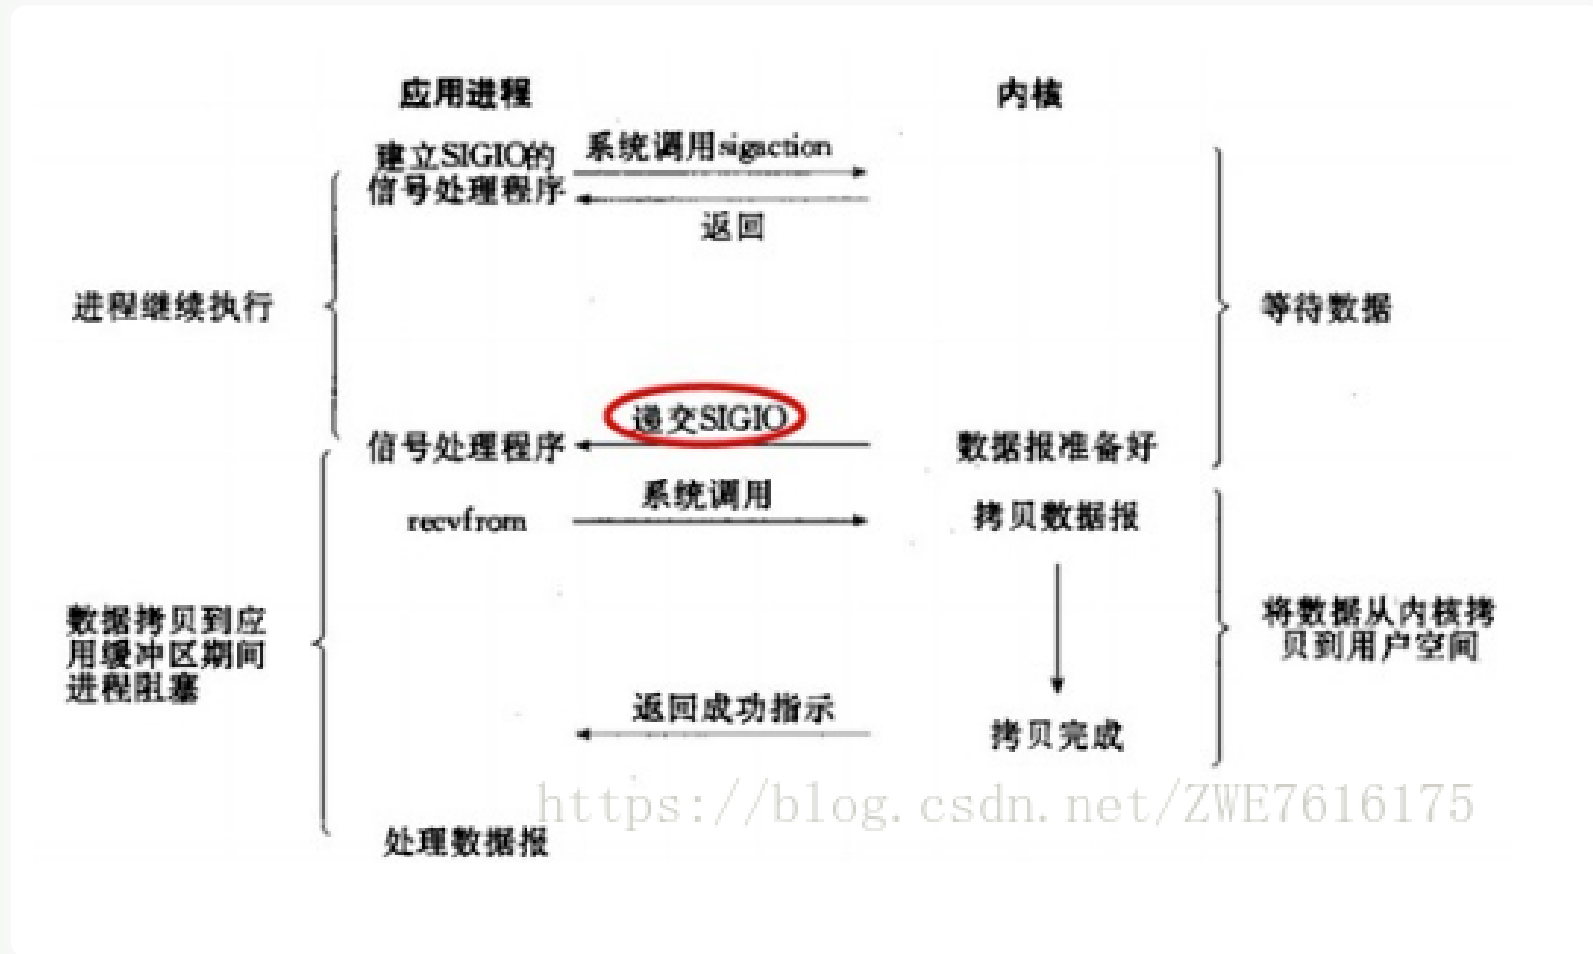 应用进程
内核
建立SIGIO的
信号处理程序
系统调用sigaction
返回
进程继续执行
等待数据
递交SIGIO
信号处理程序
数据报准备好
系统调用
recvfrom
拷贝数据报
数据拷贝到应
用缓冲区期间
进程阻塞
将数据从内核拷
贝到用户空间
返回成功指示
拷贝完成
https://blog.csdn.net/ZWE7616175
处理数据报